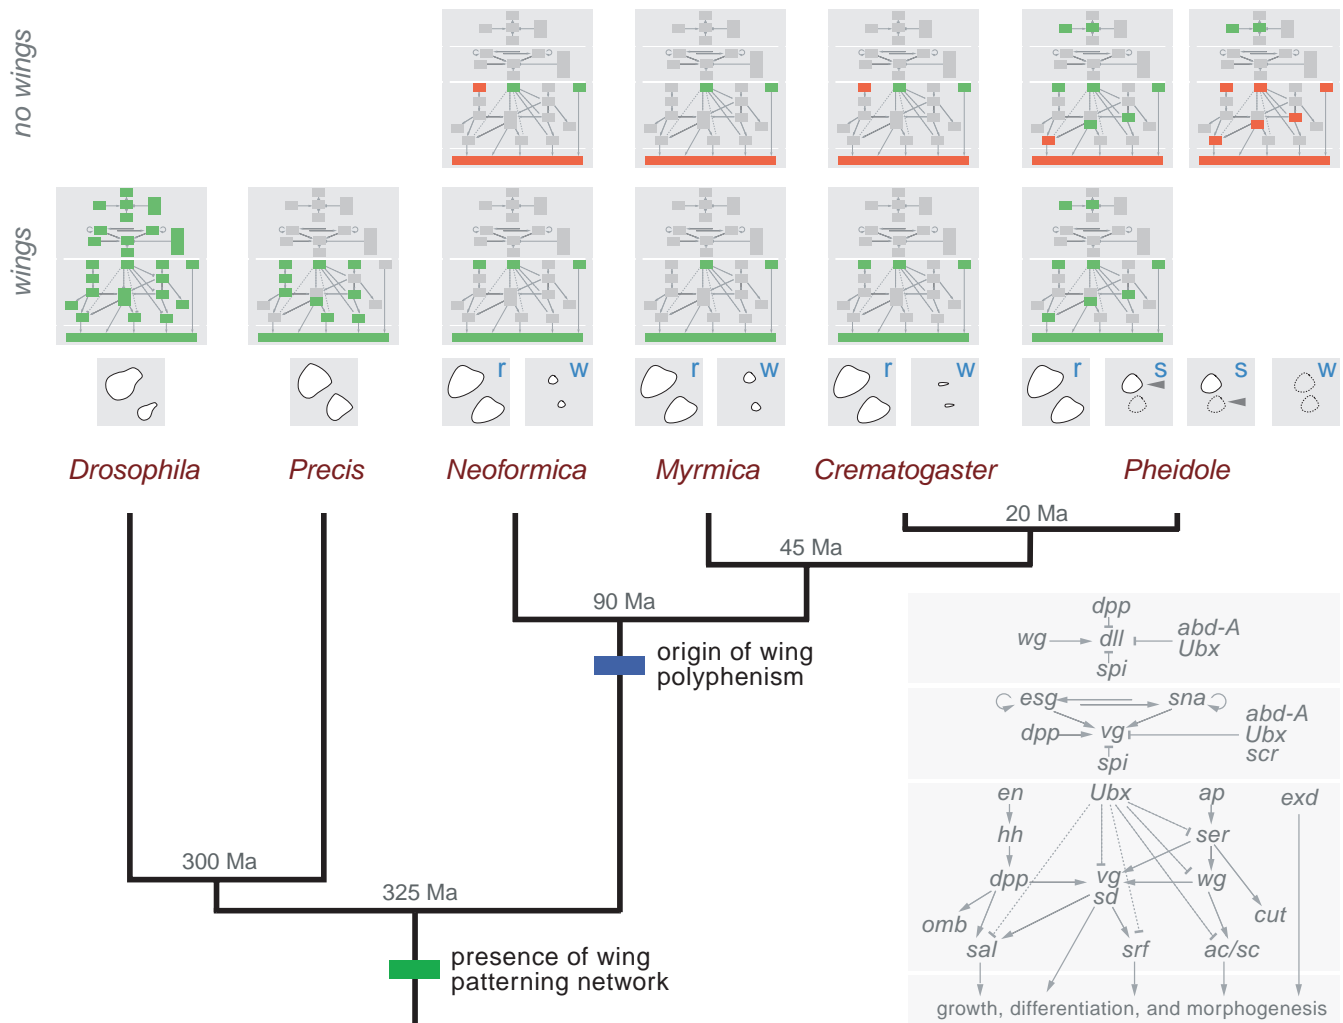 no wings
wings
r
w
r
w
r
w
r
s
s
w
Drosophila
Precis
Neoformica
Myrmica
Crematogaster
Pheidole
20 Ma
45 Ma
90 Ma
origin of wing
polyphenism
300 Ma
325 Ma
presence of wing
patterning network
dpp
wg
dll
abd-A
Ubx
spi
esg
sna
dpp
vg
abd-A
Ubx
scr
spi
en
Ubx
ap
exd
hh
ser
dpp
vg
sd
wg
omb
cut
sal
srf
ac/sc
growth, differentiation, and morphogenesis